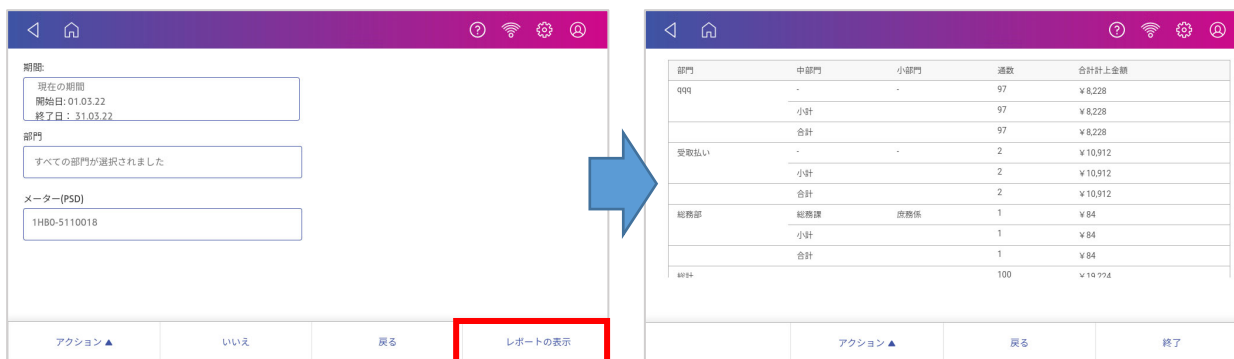 期間:
現在の期間
開始日: 01.03.22
終了日： 31.03.22
部門
すべての部門が選択されました
メーター(PSD)
1HB0-5110018
アクション▲ いいえ 戻る レポートの表示
部門 中部門 小部門 通数 合計計上金額
qqq - - 97 ¥8,228
小計 97 ¥8,228
合計 97 ¥8,228
受取払い - - 2 ¥10,912
小計 2 ¥10,912
合計 2 ¥10,912
総務部 総務課 庶務係 1 ¥84
小計 1 ¥84
合計 1 ¥84
総計 100 ¥19,224
アクション▲ 戻る 終了